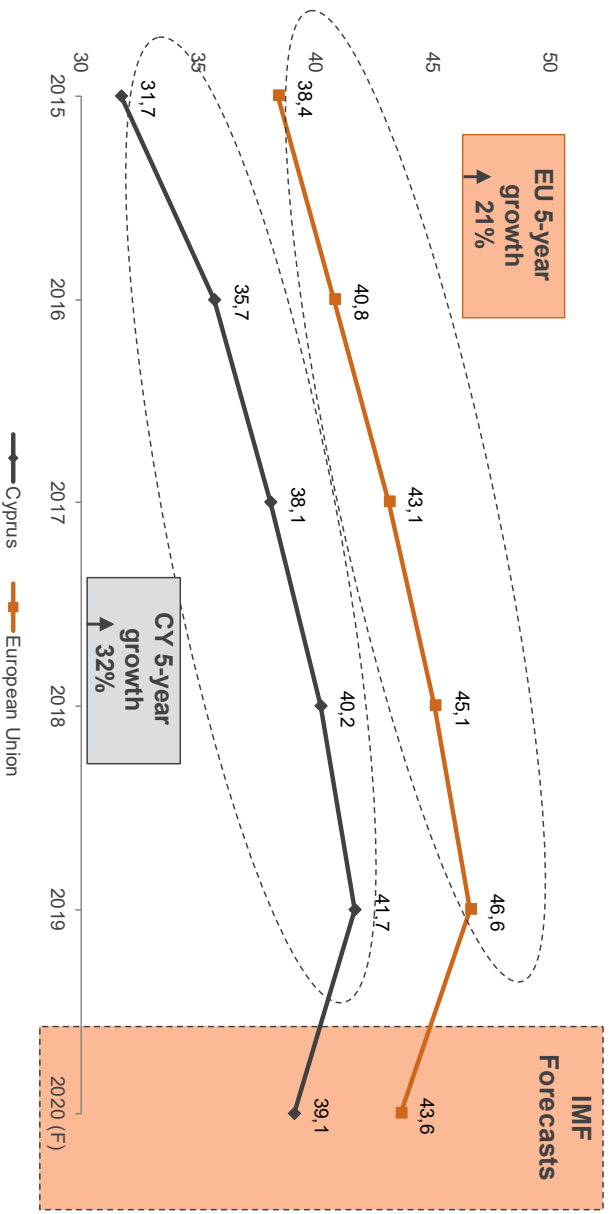 50
45
40
35
30
EU 5-year
growth
21%
IMF
Forecasts
38,4
40,8
43,1
45,1
46,6
43,6
31,7
35,7
38,1
40,2
41,7
39,1
CY 5-year
growth
32%
2015
2016
2017
2018
2019
2020 (F)
Cyprus
European Union